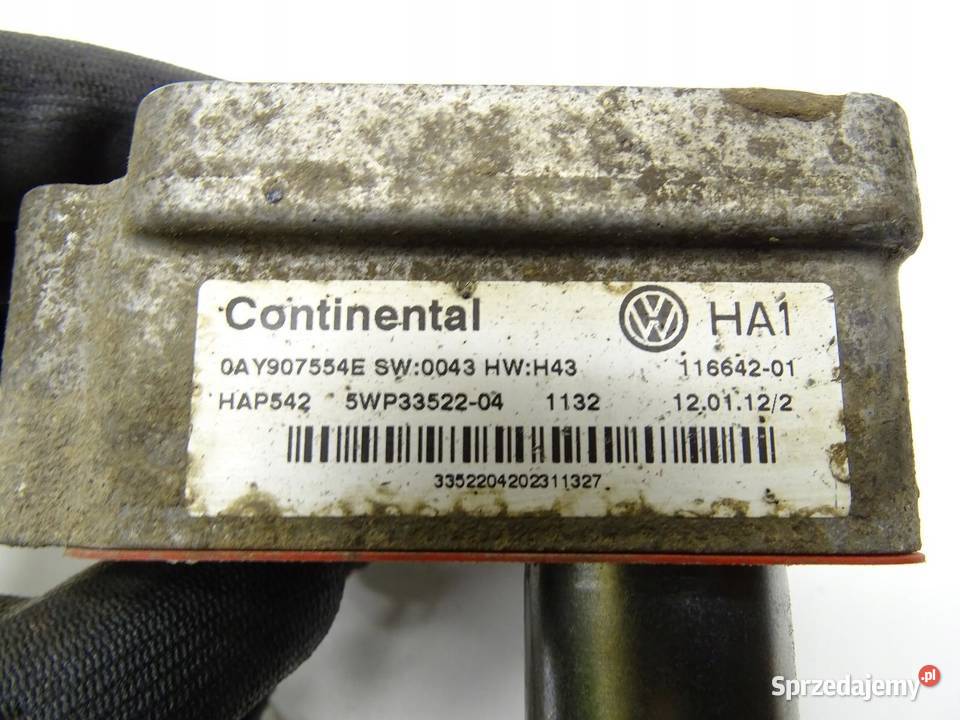 Continental HA1
0AY907554E SW:0043 HW:H43 116642-01
HAP542 5WP33522-04 1132 12.01.12/2
3352204202311327
Sprzedajemy.pl